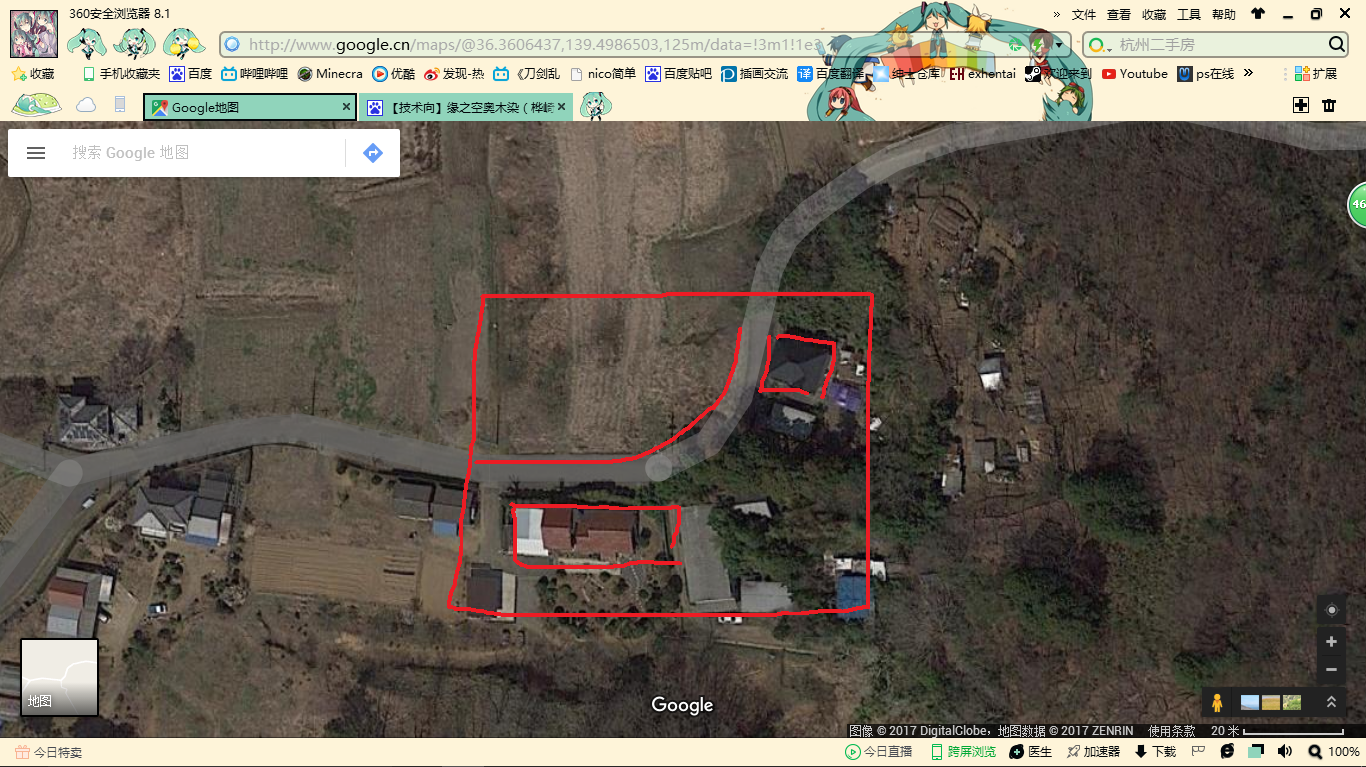 360安全浏览器 8.1
» 文件 查看 收藏 工具 帮助
http://www.google.cn/maps/@36.3606437,139.4986503,125m/data=!3m1!1e3
杭州二手房
收藏 手机收藏夹 百度 哔哩哔哩 Minecra 优酷 发现-热 《刀剑乱 nico简单 百度贴吧 插画交流 百度翻译 绅士仓库 E-H exhentai 欢迎来到 Youtube ps在线 » 扩展
Google地图
【技术向】缘之空奥木染（桦崎
搜索 Google 地图
46
地图
Google
图像 © 2017 DigitalGlobe，地图数据 © 2017 ZENRIN 使用条款 20 米
今日特卖 今日直播 跨屏浏览 医生 加速器 下载 100%